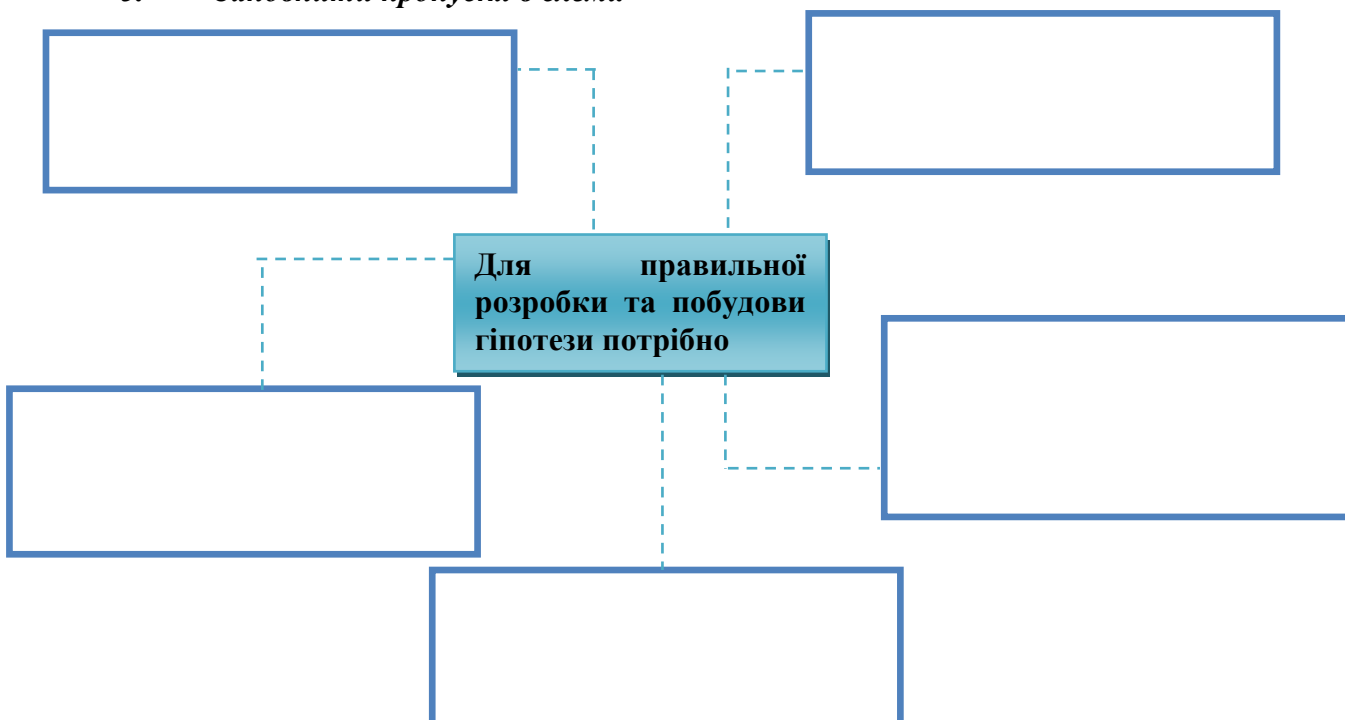 Для правильної
розробки та побудови
гіпотези потрібно